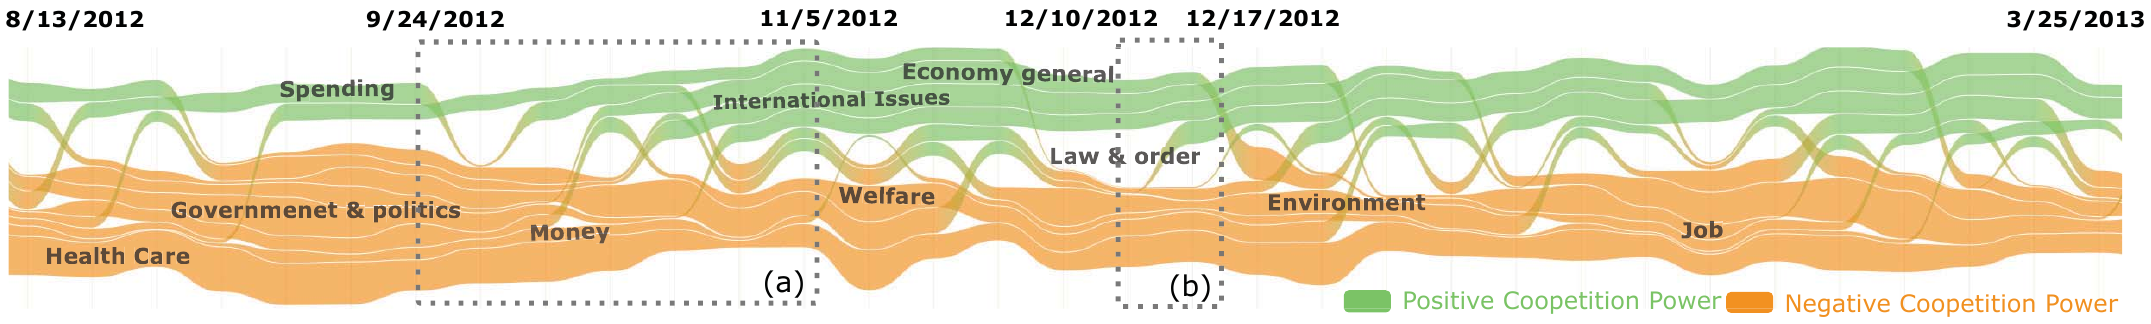 8/13/2012 9/24/2012 11/5/2012 12/10/2012 12/17/2012 3/25/2013
Spending
Economy general
International Issues
Law & order
Governmenet & politics
Welfare
Environment
Money
Job
Health Care
(a)
(b)
Positive Coopetition Power
Negative Coopetition Power